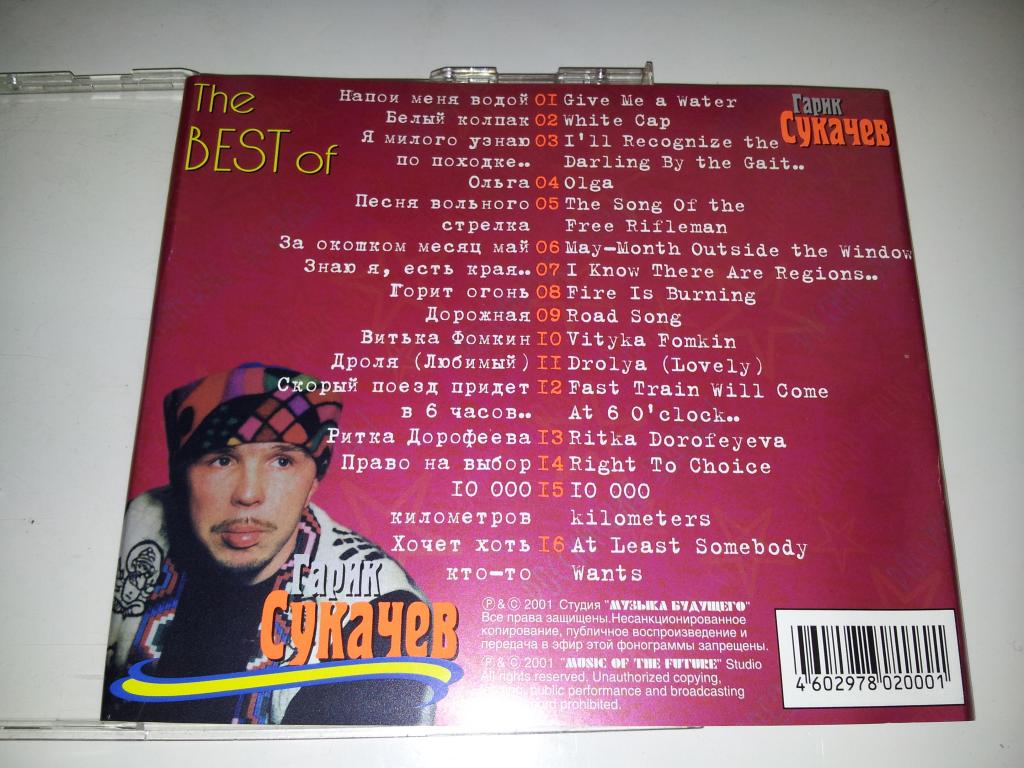 The
BEST of
Гарик
Сукачев
Напои меня водой 01 Give Me a Water
Белый колпак 02 White Cap
Я милого узнаю 03 I'll Recognize the
по походке.. Darling By the Gait..
Ольга 04 Olga
Песня вольного 05 The Song Of the
стрелка Free Rifleman
За окошком месяц май 06 May-Month Outside the Window
Знаю я, есть края.. 07 I Know There Are Regions..
Горит огонь 08 Fire Is Burning
Дорожная 09 Road Song
Витька Фомкин 10 Vityka Fomkin
Дроля (Любимый) 11 Drolya (Lovely)
Скорый поезд придет 12 Fast Train Will Come
в 6 часов.. At 6 O'clock..
Ритка Дорофеева 13 Ritka Dorofeyeva
Право на выбор 14 Right To Choice
10 000 15 10 000
километров kilometers
Хочет хоть 16 At Least Somebody
кто-то Wants
Гарик
Сукачев
℗ & © 2001 Студия "МУЗЫКА БУДУЩЕГО"
Все права защищены.Несанкционированное
копирование, публичное воспроизведение и
передача в эфир этой фонограммы запрещены.
℗ & © 2001 "MUSIC OF THE FUTURE" Studio
All rights reserved. Unauthorized copying,
public performance and broadcasting
prohibited.
4 602978 020001